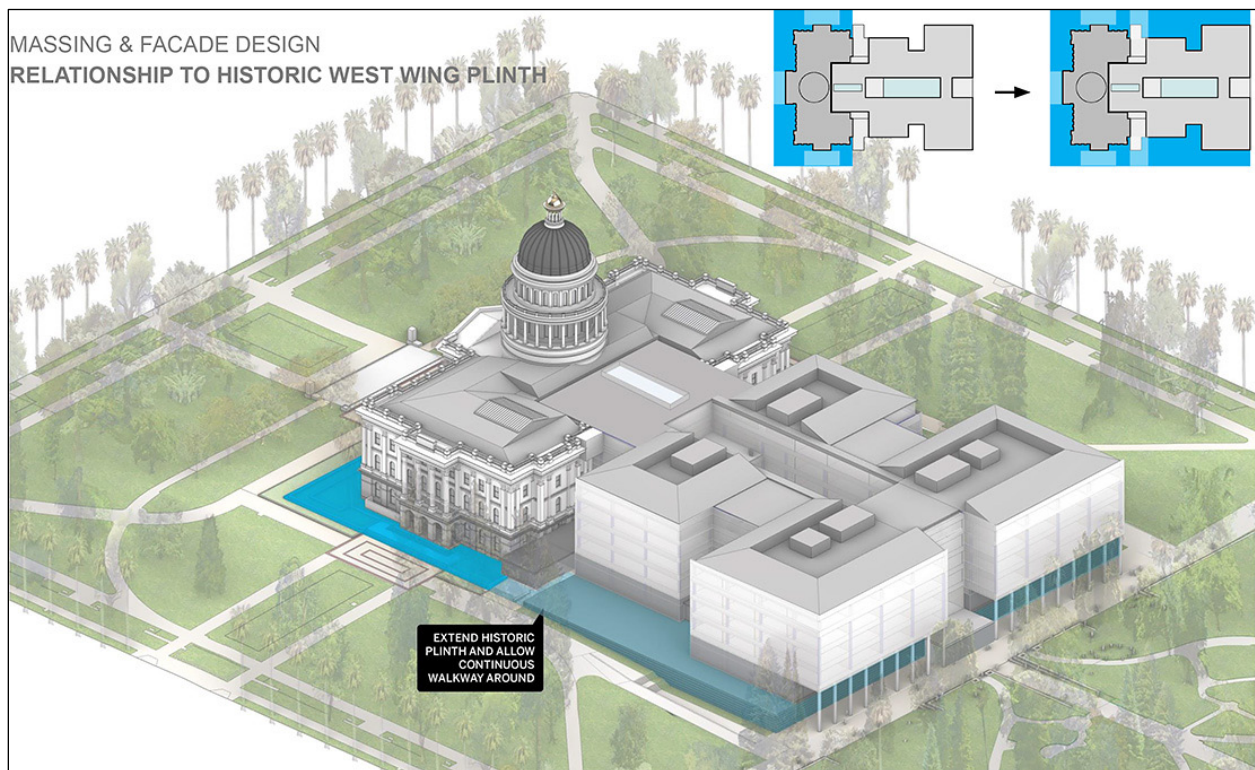 MASSING & FACADE DESIGN
RELATIONSHIP TO HISTORIC WEST WING PLINTH
EXTEND HISTORIC
PLINTH AND ALLOW
CONTINUOUS
WALKWAY AROUND